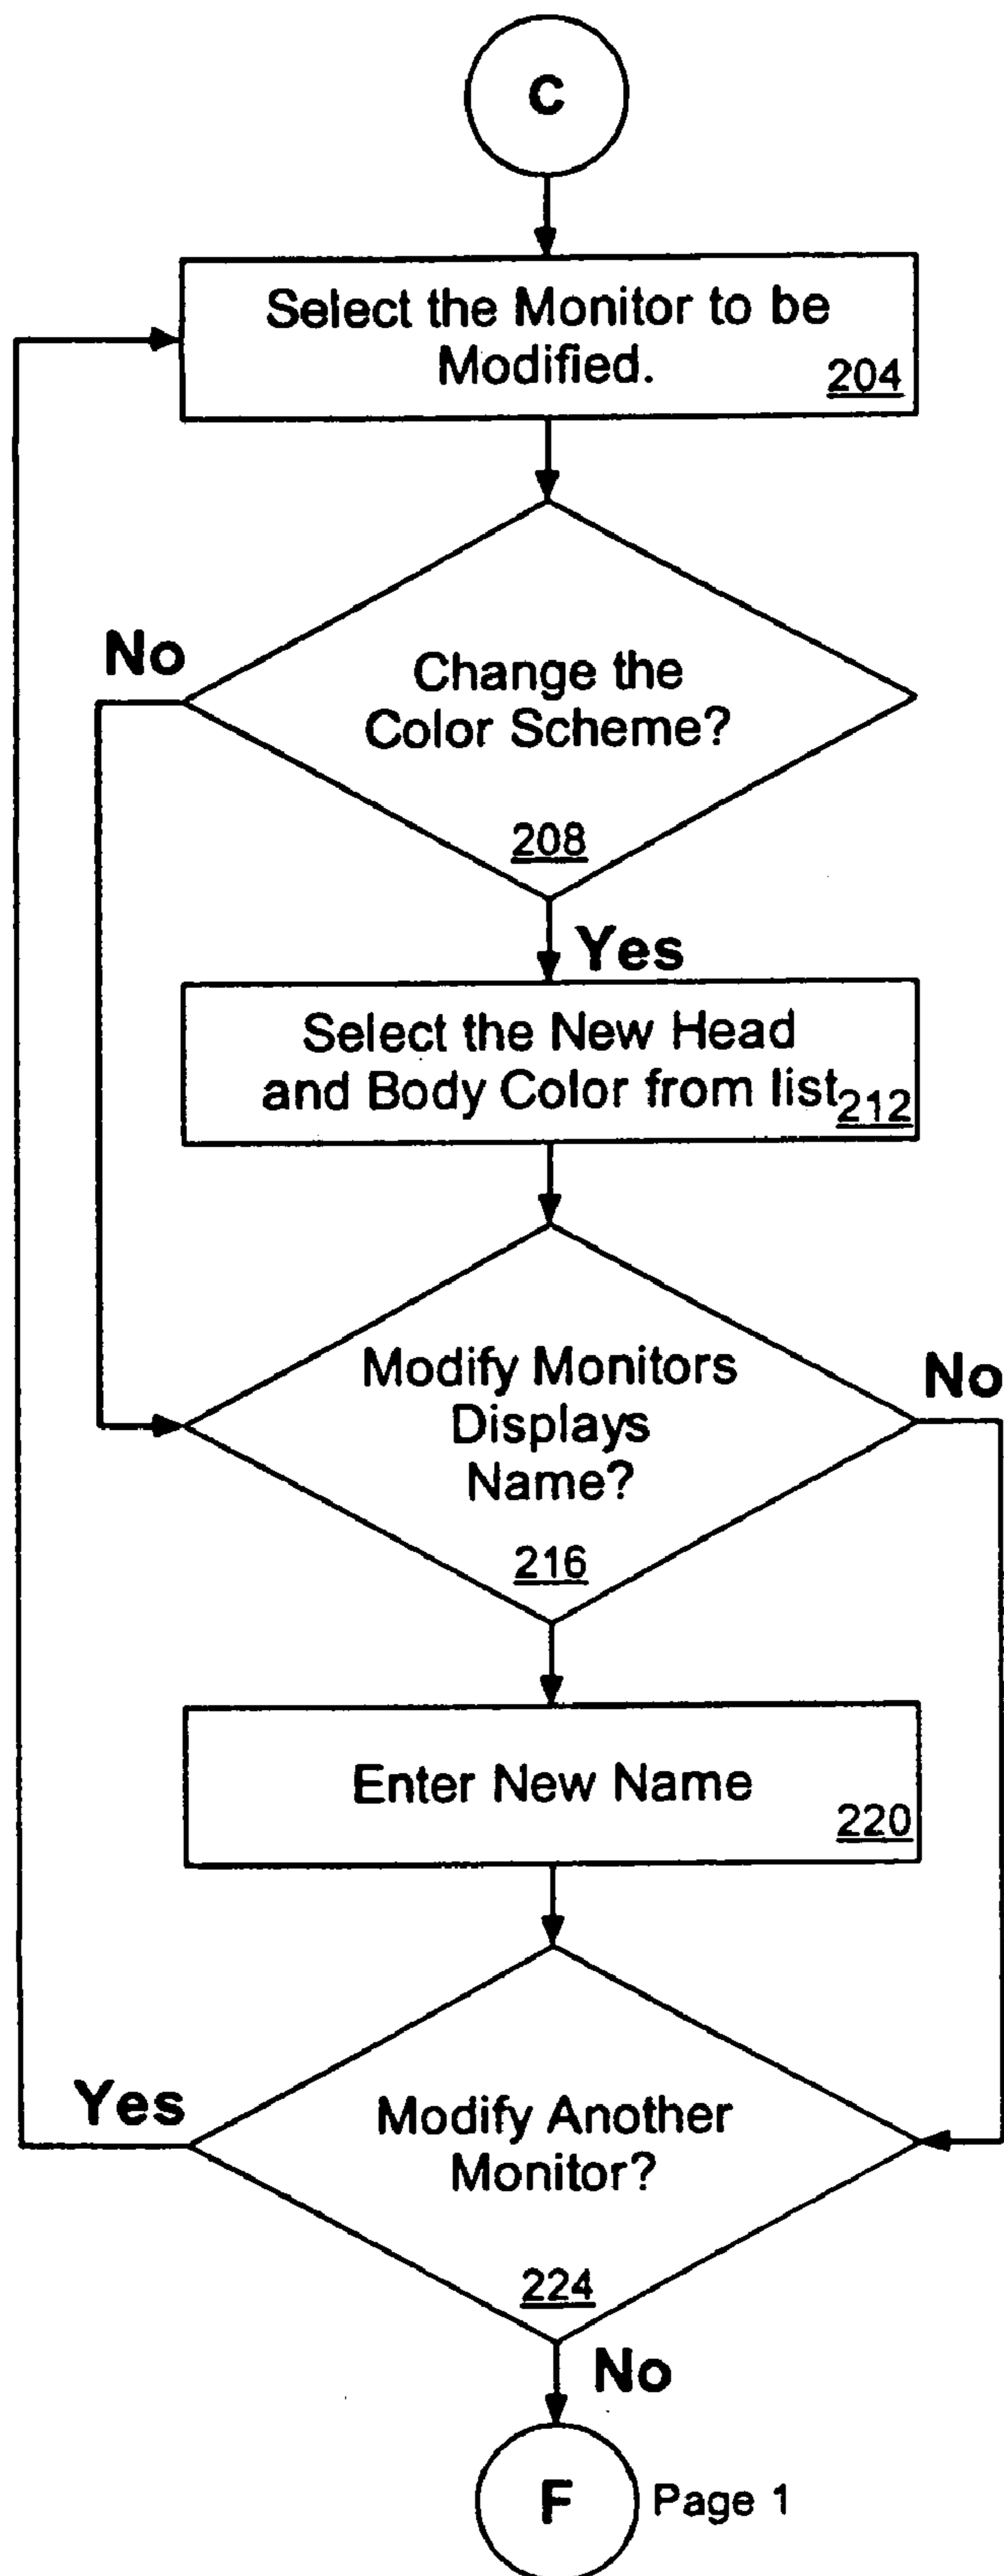 C
Select the Monitor to be
Modified.
204
No
Change the
Color Scheme?
208
Yes
Select the New Head
and Body Color from list
212
Modify Monitors
Displays
Name?
No
216
Enter New Name
220
Yes
Modify Another
Monitor?
224
No
F
Page 1